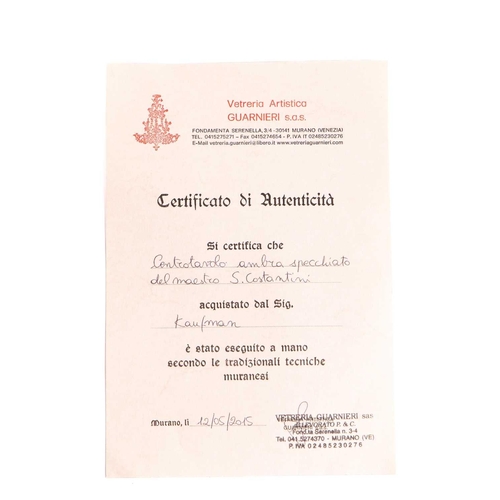 Vetreria Artistica
GUARNIERI s.a.s.
FONDAMENTA SERENELLA, 3/4 - 30141 MURANO (VENEZIA)
TEL. 0415275271 - Fax 0415274654 - P. IVA IT 02485230276
E-Mail vetreria.guarnieri@libero.it www.vetreriaguarnieri.com
Certificato di Autenticità
Si certifica che
Controtavolo ambra specchiato
del maestro S. Costantini
acquistato dal Sig.
Kaufman
è stato eseguito a mano
secondo le tradizionali tecniche
muranesi
Murano, li 12/05/2015
VETRERIA GUARNIERI sas
ALLEVORATO P. & C.
Fond.ta Serenella n. 3-4
Tel. 041.5274370 - MURANO (VE)
P. IVA 02485230276